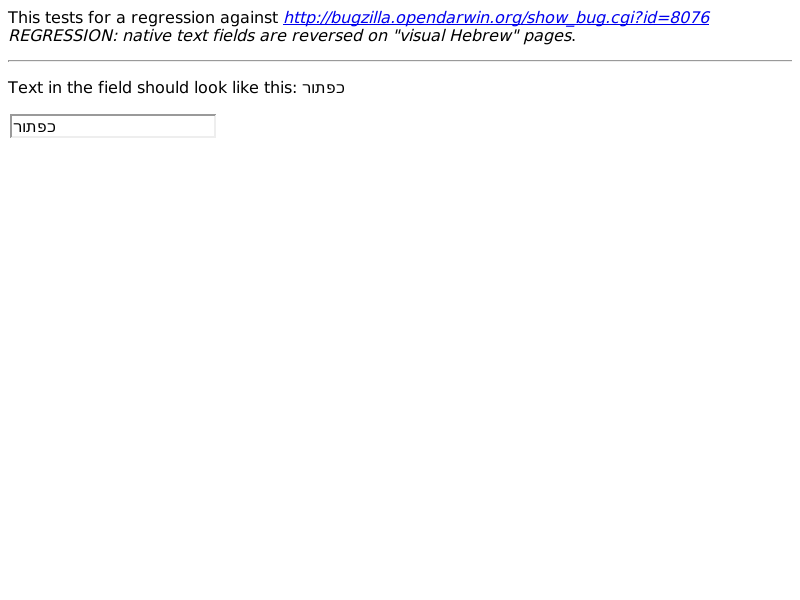 This tests for a regression against http://bugzilla.opendarwin.org/show_bug.cgi?id=8076
REGRESSION: native text fields are reversed on "visual Hebrew" pages.
Text in the field should look like this: כפתור
כפתור